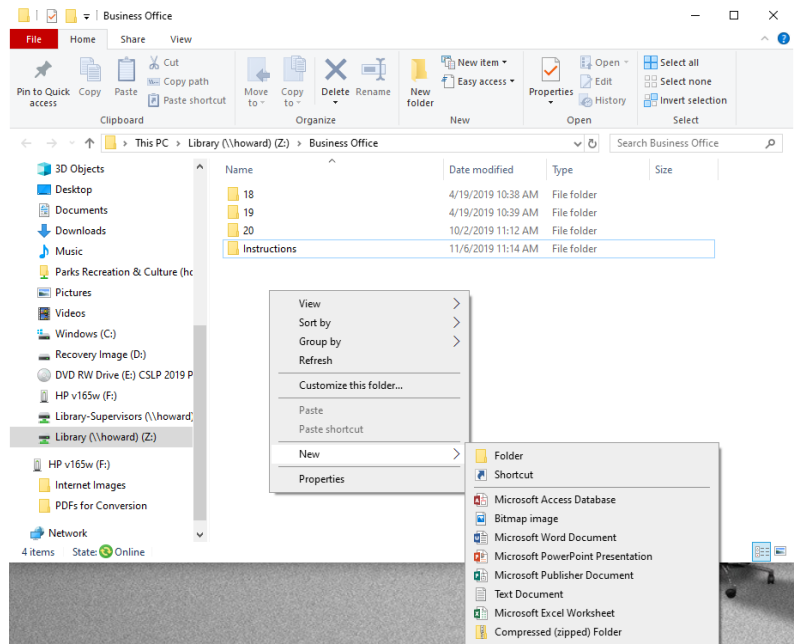 Business Office
File Home Share View
Pin to Quick access
Copy
Paste
Cut
Copy path
Paste shortcut
Clipboard
Move to
Copy to
Delete
Rename
Organize
New folder
New item
Easy access
New
Properties
Open
Edit
History
Open
Select all
Select none
Invert selection
Select
This PC > Library (\\howard) (Z:) > Business Office
Search Business Office
3D Objects
Desktop
Documents
Downloads
Music
Parks Recreation & Culture (hc
Pictures
Videos
Windows (C:)
Recovery Image (D:)
DVD RW Drive (E:) CSLP 2019 P
HP v165w (F:)
Library-Supervisors (\\howard)
Library (\\howard) (Z:)
HP v165w (F:)
Internet Images
PDFs for Conversion
Network
Name Date modified Type Size
18 4/19/2019 10:38 AM File folder
19 4/19/2019 10:39 AM File folder
20 10/2/2019 11:12 AM File folder
Instructions 11/6/2019 11:14 AM File folder
View
Sort by
Group by
Refresh
Customize this folder...
Paste
Paste shortcut
New
Properties
Folder
Shortcut
Microsoft Access Database
Bitmap image
Microsoft Word Document
Microsoft PowerPoint Presentation
Microsoft Publisher Document
Text Document
Microsoft Excel Worksheet
Compressed (zipped) Folder
4 items State: Online